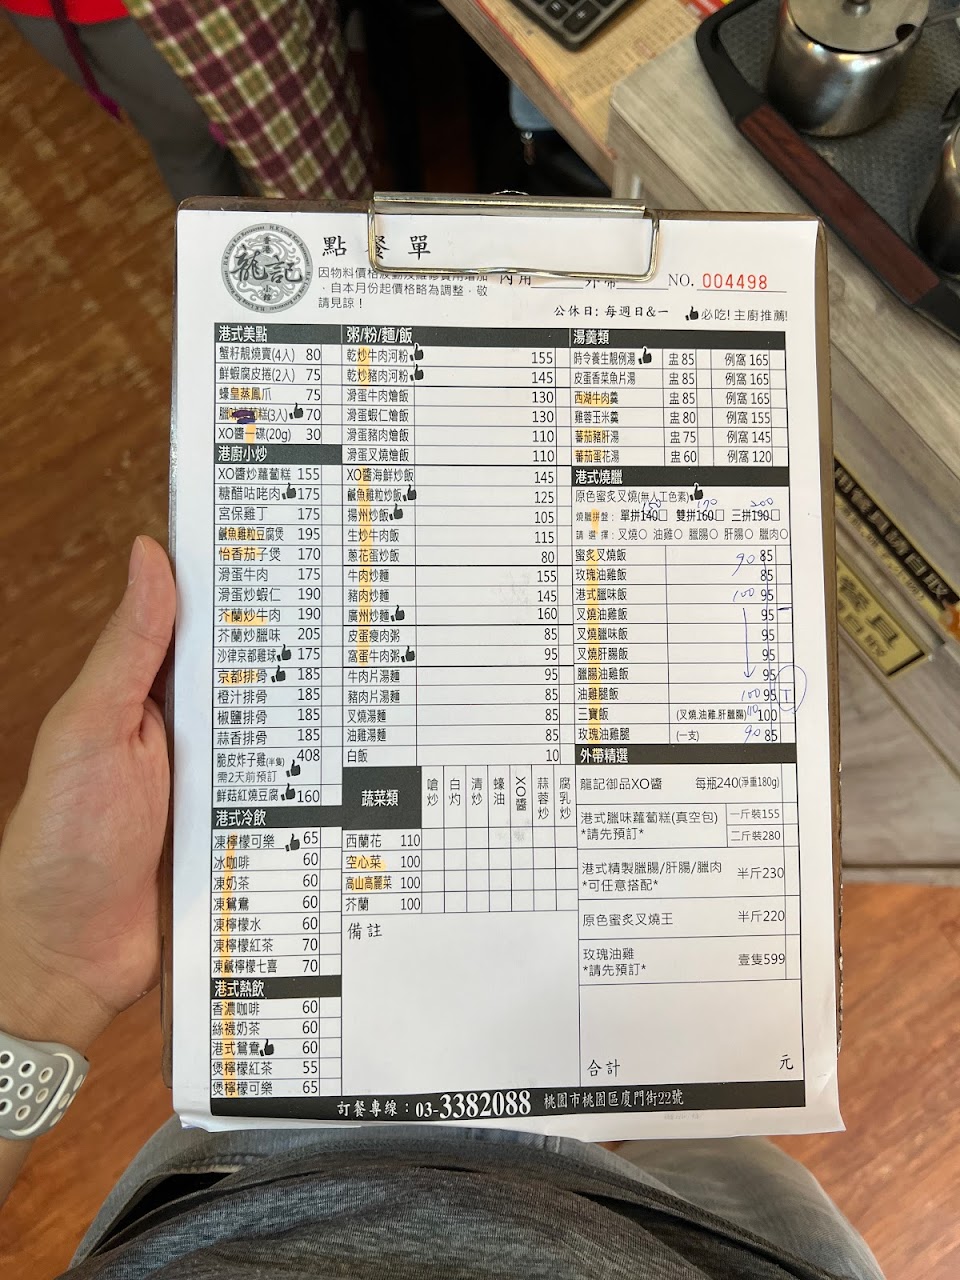 龍記
香港
小館
點餐單
因物料價格波動及維修費用增加
，自本月份起價格略為調整，敬
請見諒！
內用
外帶
NO. 004498
公休日: 每週日&一
必吃! 主廚推薦!
港式美點
蟹籽靚燒賣(4入) 80
鮮蝦腐皮捲(2入) 75
蠔皇蒸鳳爪 75
糕(3入) 70
XO醬一碟(20g) 30
港廚小炒
XO醬炒蘿蔔糕 155
糖醋咕咾肉 175
宮保雞丁 175
鹹魚雞粒豆腐煲 195
怡香茄子煲 170
滑蛋牛肉 175
滑蛋炒蝦仁 190
芥蘭炒牛肉 190
芥蘭炒臘味 205
沙律京都雞球 175
京都排骨 185
橙汁排骨 185
椒鹽排骨 185
蒜香排骨 185
脆皮炸子雞(半隻) 408
需2天前預訂
鮮菇紅燒豆腐 160
港式冷飲
凍檸檬可樂 65
冰咖啡 60
凍奶茶 60
凍鴛鴦 60
凍檸檬水 60
凍檸檬紅茶 70
凍鹹檸檬七喜 70
港式熱飲
香濃咖啡 60
絲襪奶茶 60
港式鴛鴦 60
煲檸檬紅茶 55
煲檸檬可樂 65
粥/粉/麵/飯
乾炒牛肉河粉 155
乾炒豬肉河粉 145
滑蛋牛肉燴飯 130
滑蛋蝦仁燴飯 130
滑蛋豬肉燴飯 110
滑蛋叉燒燴飯 110
XO醬海鮮炒飯 145
鹹魚雞粒炒飯 125
揚州炒飯 105
生炒牛肉飯 115
蔥花蛋炒飯 80
牛肉炒麵 155
豬肉炒麵 145
廣州炒麵 160
皮蛋瘦肉粥 85
窩蛋牛肉粥 95
牛肉片湯麵 95
豬肉片湯麵 85
叉燒湯麵 85
油雞湯麵 85
白飯 10
蔬菜類 嗆炒 白灼 清炒 蠔油 XO醬 蒜蓉炒 腐乳炒
西蘭花 110
空心菜 100
高山高麗菜 100
芥蘭 100
備註
湯羹類
時令養生靚例湯 盅 85 例窩 165
皮蛋香菜魚片湯 盅 85 例窩 165
西湖牛肉羹 盅 85 例窩 165
雞蓉玉米羹 盅 80 例窩 155
蕃茄豬肝湯 盅 75 例窩 145
蕃茄蛋花湯 盅 60 例窩 120
港式燒臘
原色蜜炙叉燒(無人工色素)
150 170 200
燒臘拼盤： 單拼140□ 雙拼160□ 三拼190□
請 選 擇：叉燒○ 油雞○ 臘腸○ 肝腸○ 臘肉○
蜜炙叉燒飯 90 85
玫瑰油雞飯 85
港式臘味飯 100 95
叉燒油雞飯 95
叉燒臘味飯 95
叉燒肝腸飯 95
臘腸油雞飯 95
油雞腿飯 100 95
三寶飯 (叉燒.油雞.肝臘腸) 110 100
玫瑰油雞腿 (一支) 90 85
外帶精選
龍記御品XO醬 每瓶240(淨重180g)
港式臘味蘿蔔糕(真空包) 一斤裝155
*請先預訂* 二斤裝280
港式精製臘腸/肝腸/臘肉 半斤230
*可任意搭配*
原色蜜炙叉燒王 半斤220
玫瑰油雞 壹隻599
*請先預訂*
合計 元
訂餐專線：03-3382088 桃園市桃園區廈門街22號